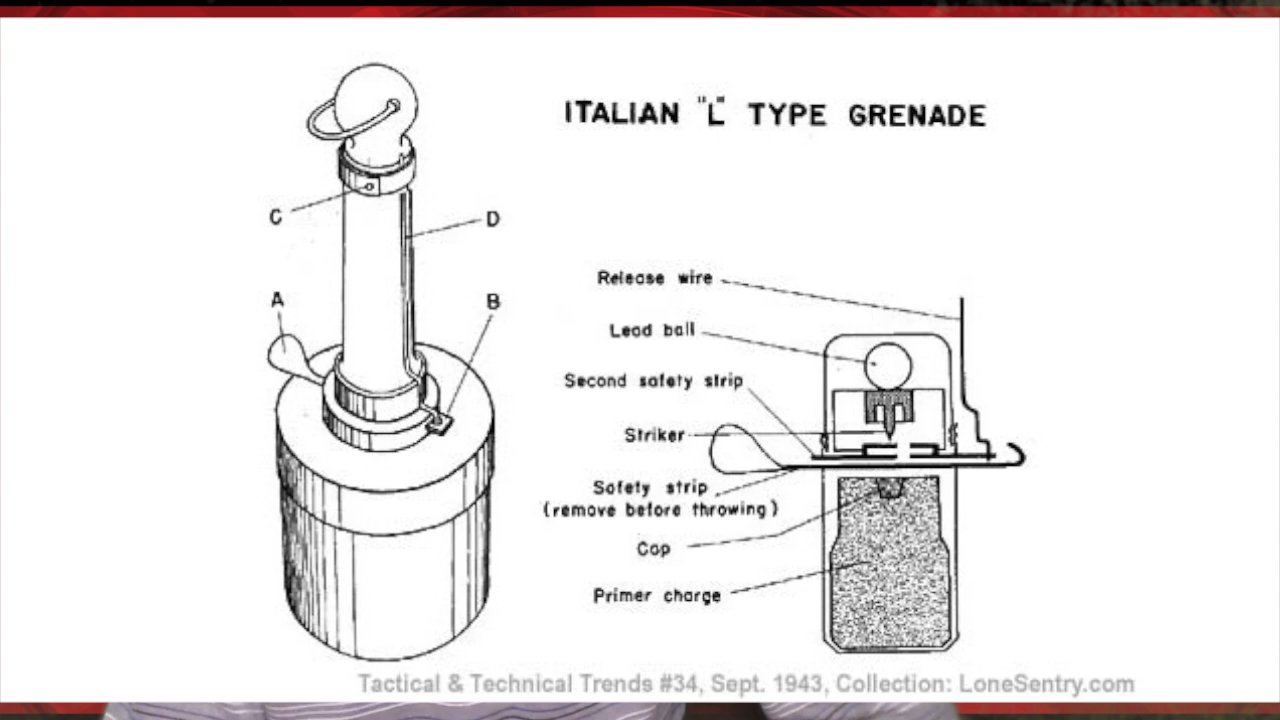 ITALIAN "L" TYPE GRENADE
C
D
A
B
Release wire
Lead ball
Second safety strip
Striker
Safety strip
(remove before throwing)
Cap
Primer charge
Tactical & Technical Trends #34, Sept. 1943, Collection: LoneSentry.com